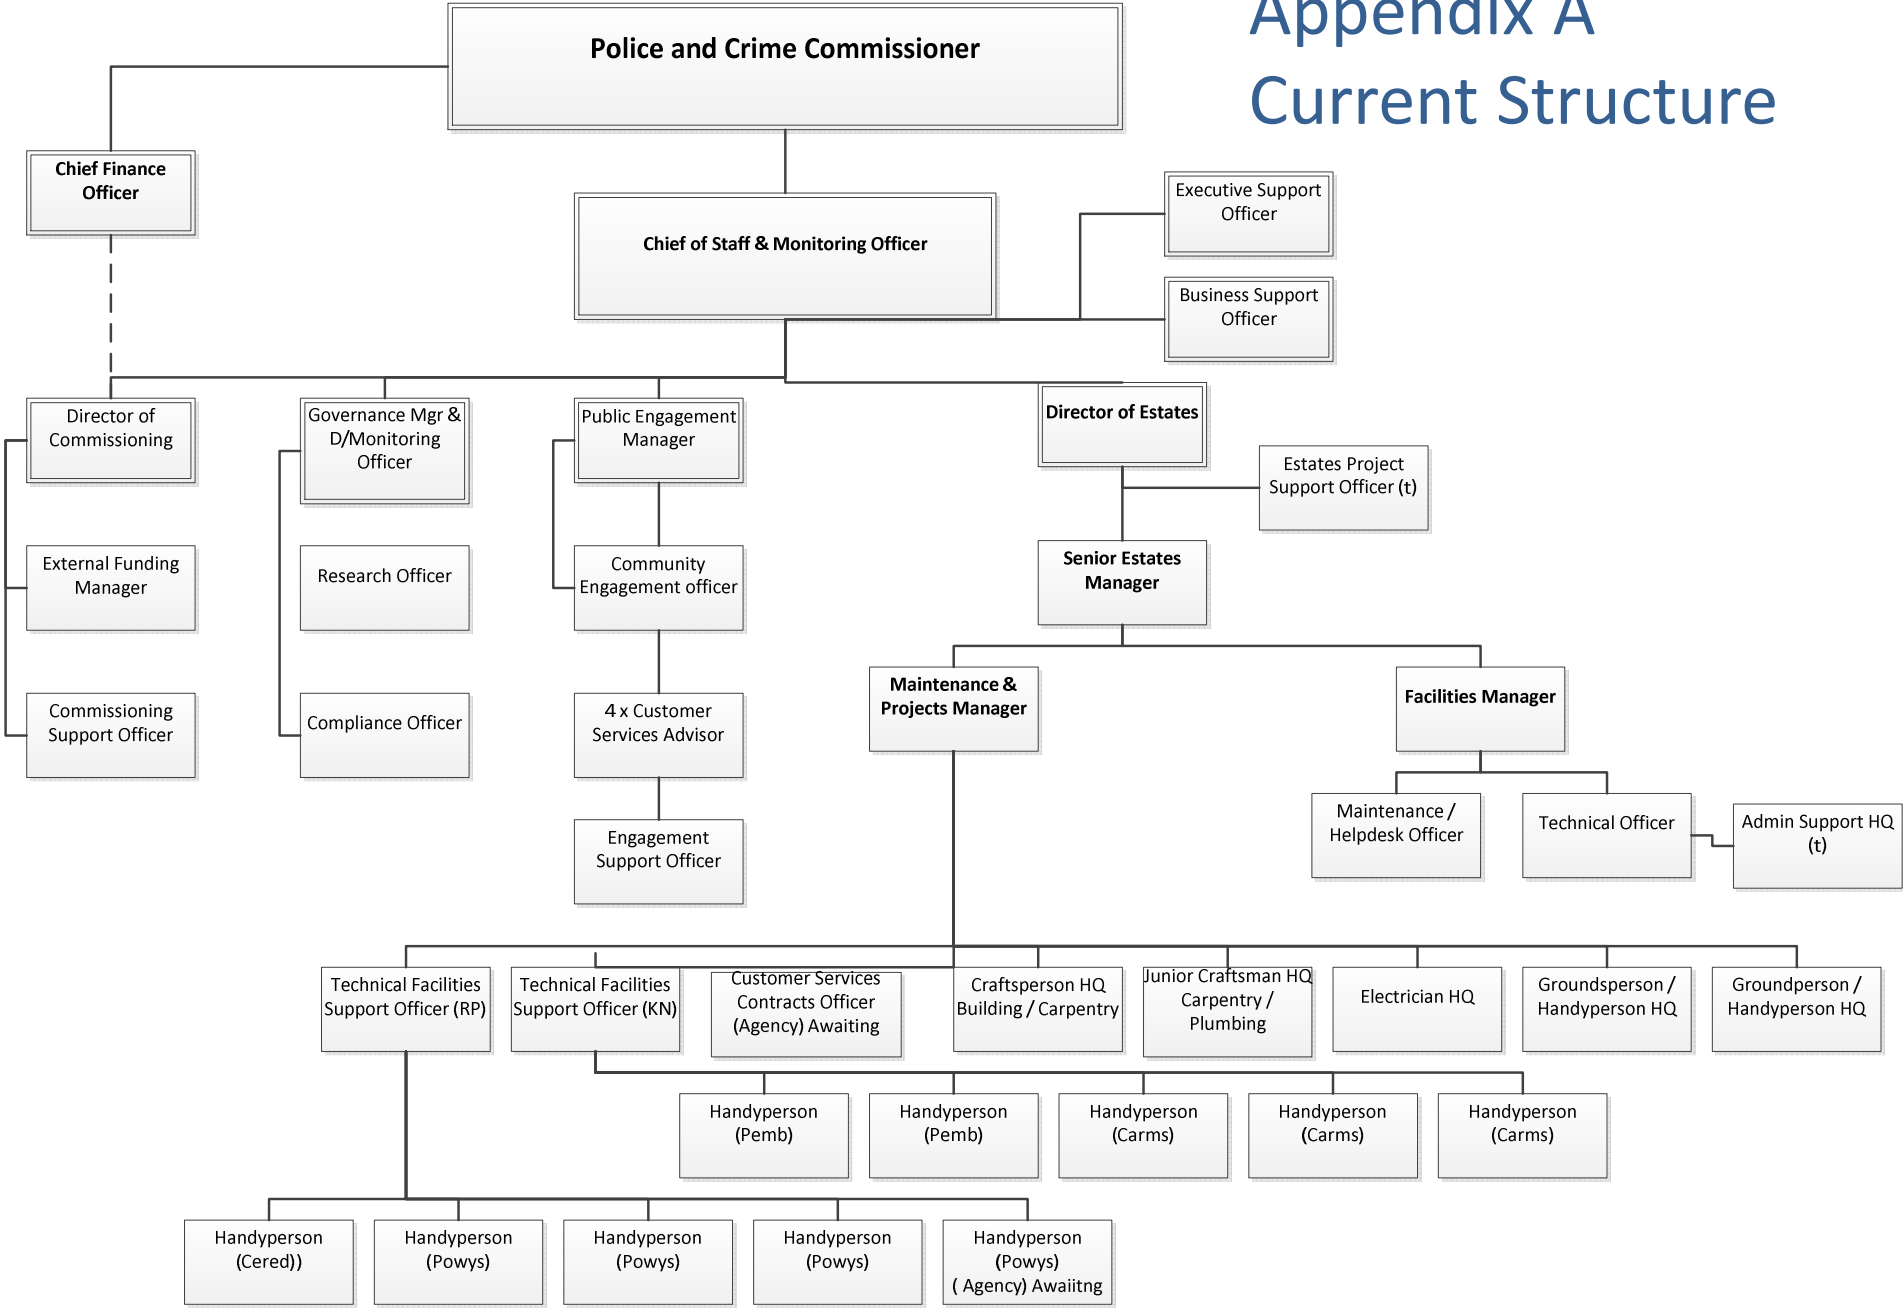 Appendix A
Current Structure
Police and Crime Commissioner
Chief Finance
Officer
Chief of Staff & Monitoring Officer
Executive Support
Officer
Business Support
Officer
Director of
Commissioning
Governance Mgr &
D/Monitoring
Officer
Public Engagement
Manager
Director of Estates
Estates Project
Support Officer (t)
External Funding
Manager
Research Officer
Community
Engagement officer
Senior Estates
Manager
Commissioning
Support Officer
Compliance Officer
4 x Customer
Services Advisor
Maintenance &
Projects Manager
Facilities Manager
Engagement
Support Officer
Maintenance /
Helpdesk Officer
Technical Officer
Admin Support HQ
(t)
Technical Facilities
Support Officer (RP)
Technical Facilities
Support Officer (KN)
Customer Services
Contracts Officer
(Agency) Awaiting
Craftsperson HQ
Building / Carpentry
Junior Craftsman HQ
Carpentry /
Plumbing
Electrician HQ
Groundsperson /
Handyperson HQ
Groundperson /
Handyperson HQ
Handyperson
(Pemb)
Handyperson
(Pemb)
Handyperson
(Carms)
Handyperson
(Carms)
Handyperson
(Carms)
Handyperson
(Cered))
Handyperson
(Powys)
Handyperson
(Powys)
Handyperson
(Powys)
Handyperson
(Powys)
( Agency) Awaiitng